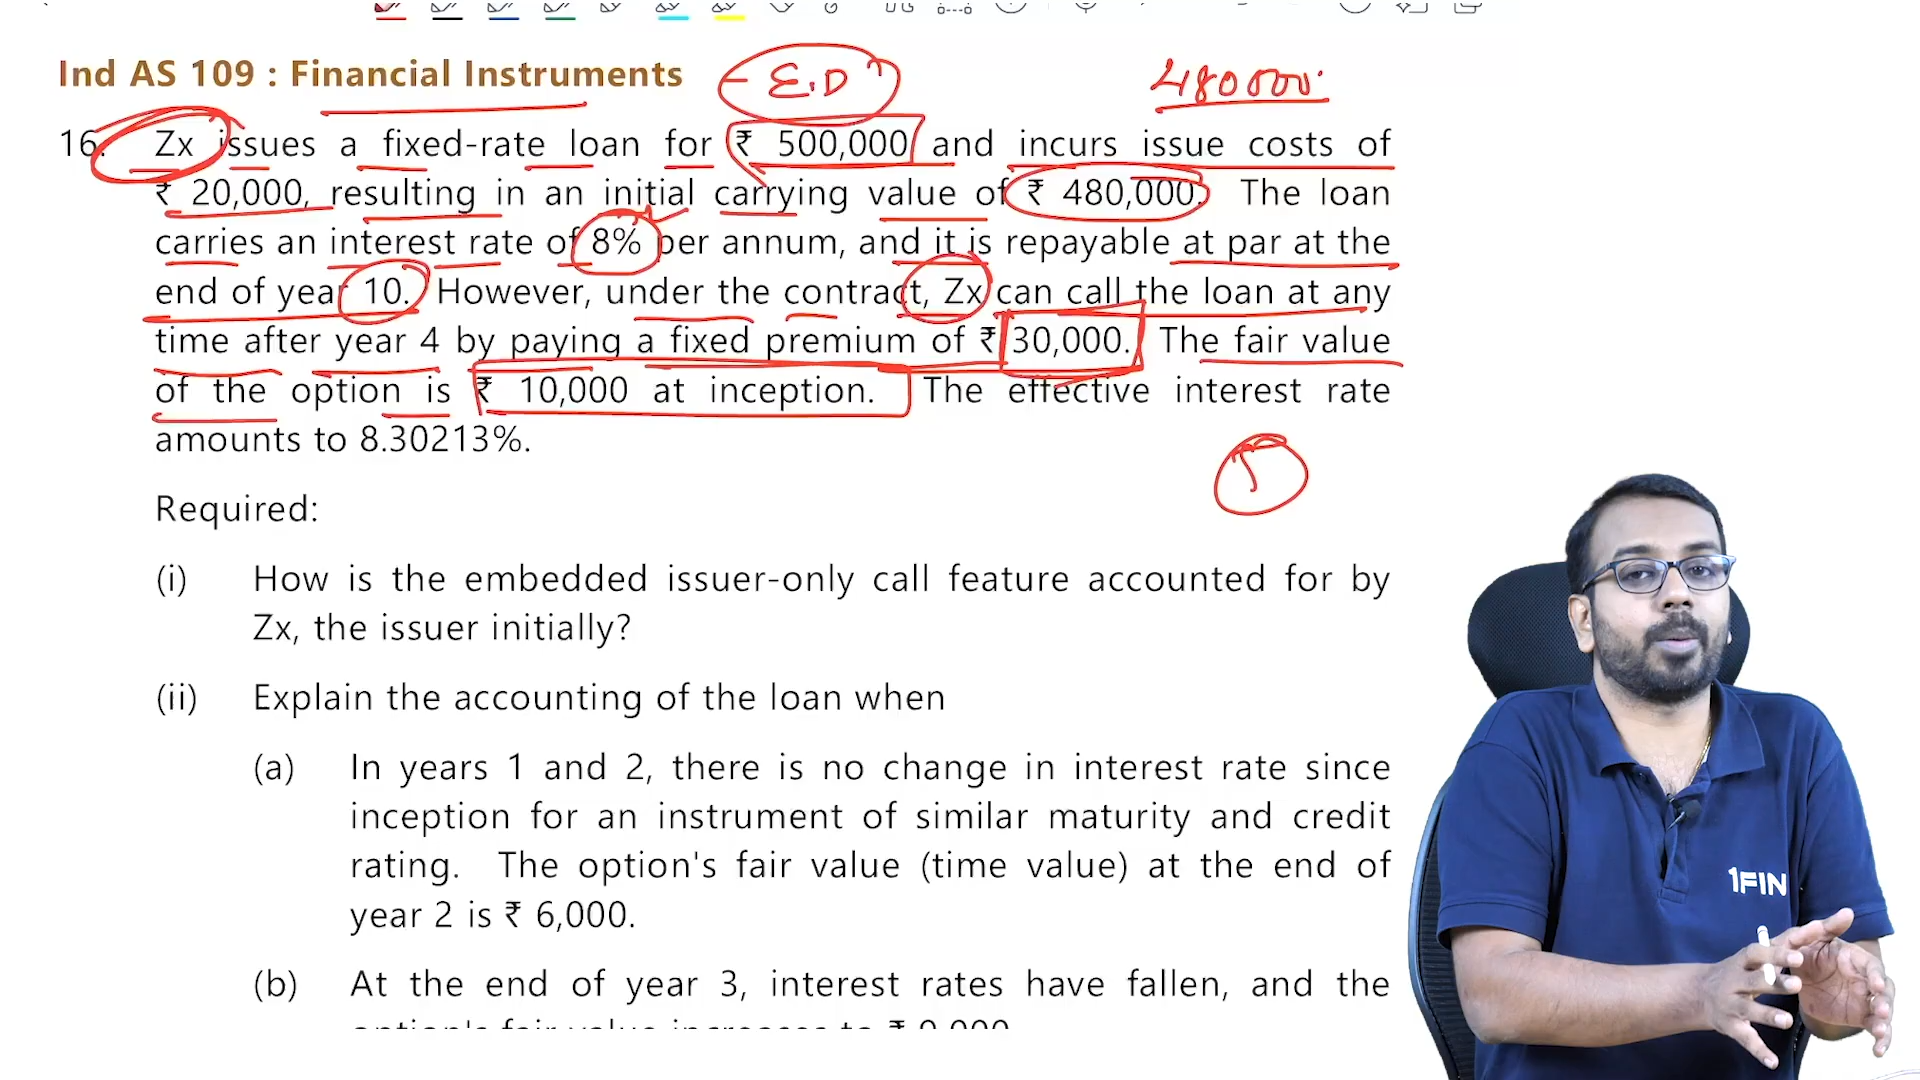 Ind AS 109 : Financial Instruments
E.D
480000
16. Zx issues a fixed-rate loan for ₹ 500,000 and incurs issue costs of
₹ 20,000, resulting in an initial carrying value of ₹ 480,000. The loan
carries an interest rate of 8% per annum, and it is repayable at par at the
end of year 10. However, under the contract, Zx can call the loan at any
time after year 4 by paying a fixed premium of ₹ 30,000. The fair value
of the option is ₹ 10,000 at inception. The effective interest rate
amounts to 8.30213%.
Required:
(i) How is the embedded issuer-only call feature accounted for by
Zx, the issuer initially?
(ii) Explain the accounting of the loan when
(a) In years 1 and 2, there is no change in interest rate since
inception for an instrument of similar maturity and credit
rating. The option's fair value (time value) at the end of
year 2 is ₹ 6,000.
(b) At the end of year 3, interest rates have fallen, and the
1FIN